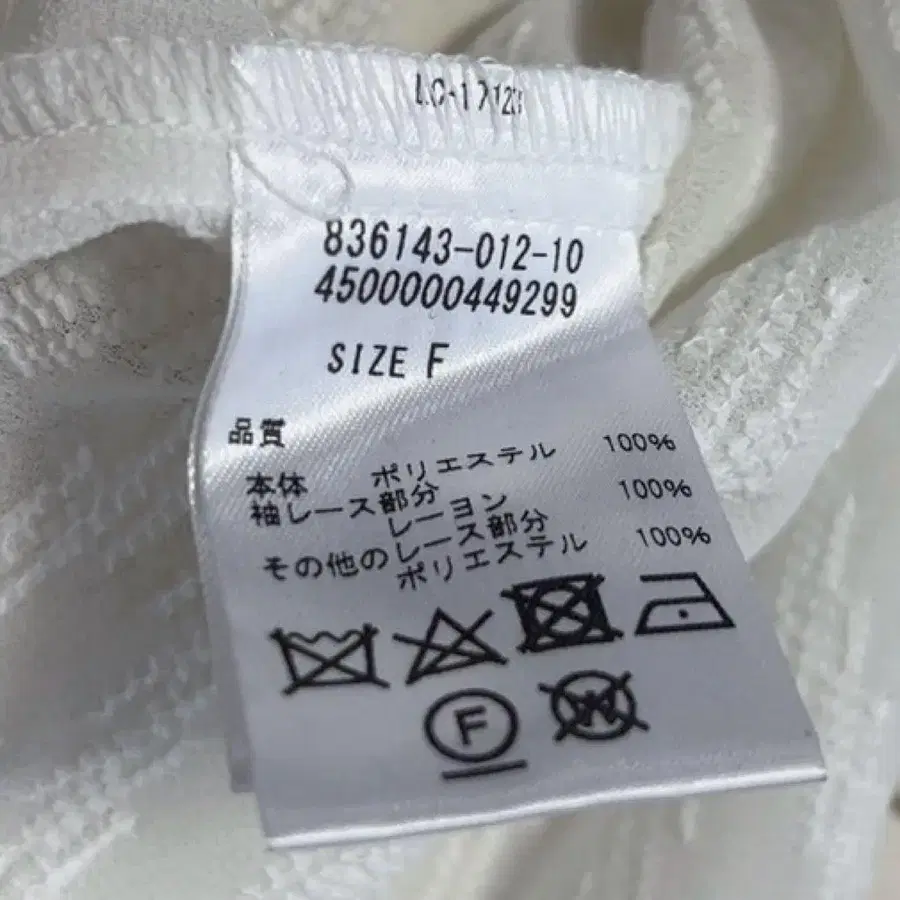 836143-012-10
4500000449299
SIZE F
品質
本体 ポリエステル 100%
袖レース部分
レーヨン 100%
その他のレース部分
ポリエステル 100%
F
W